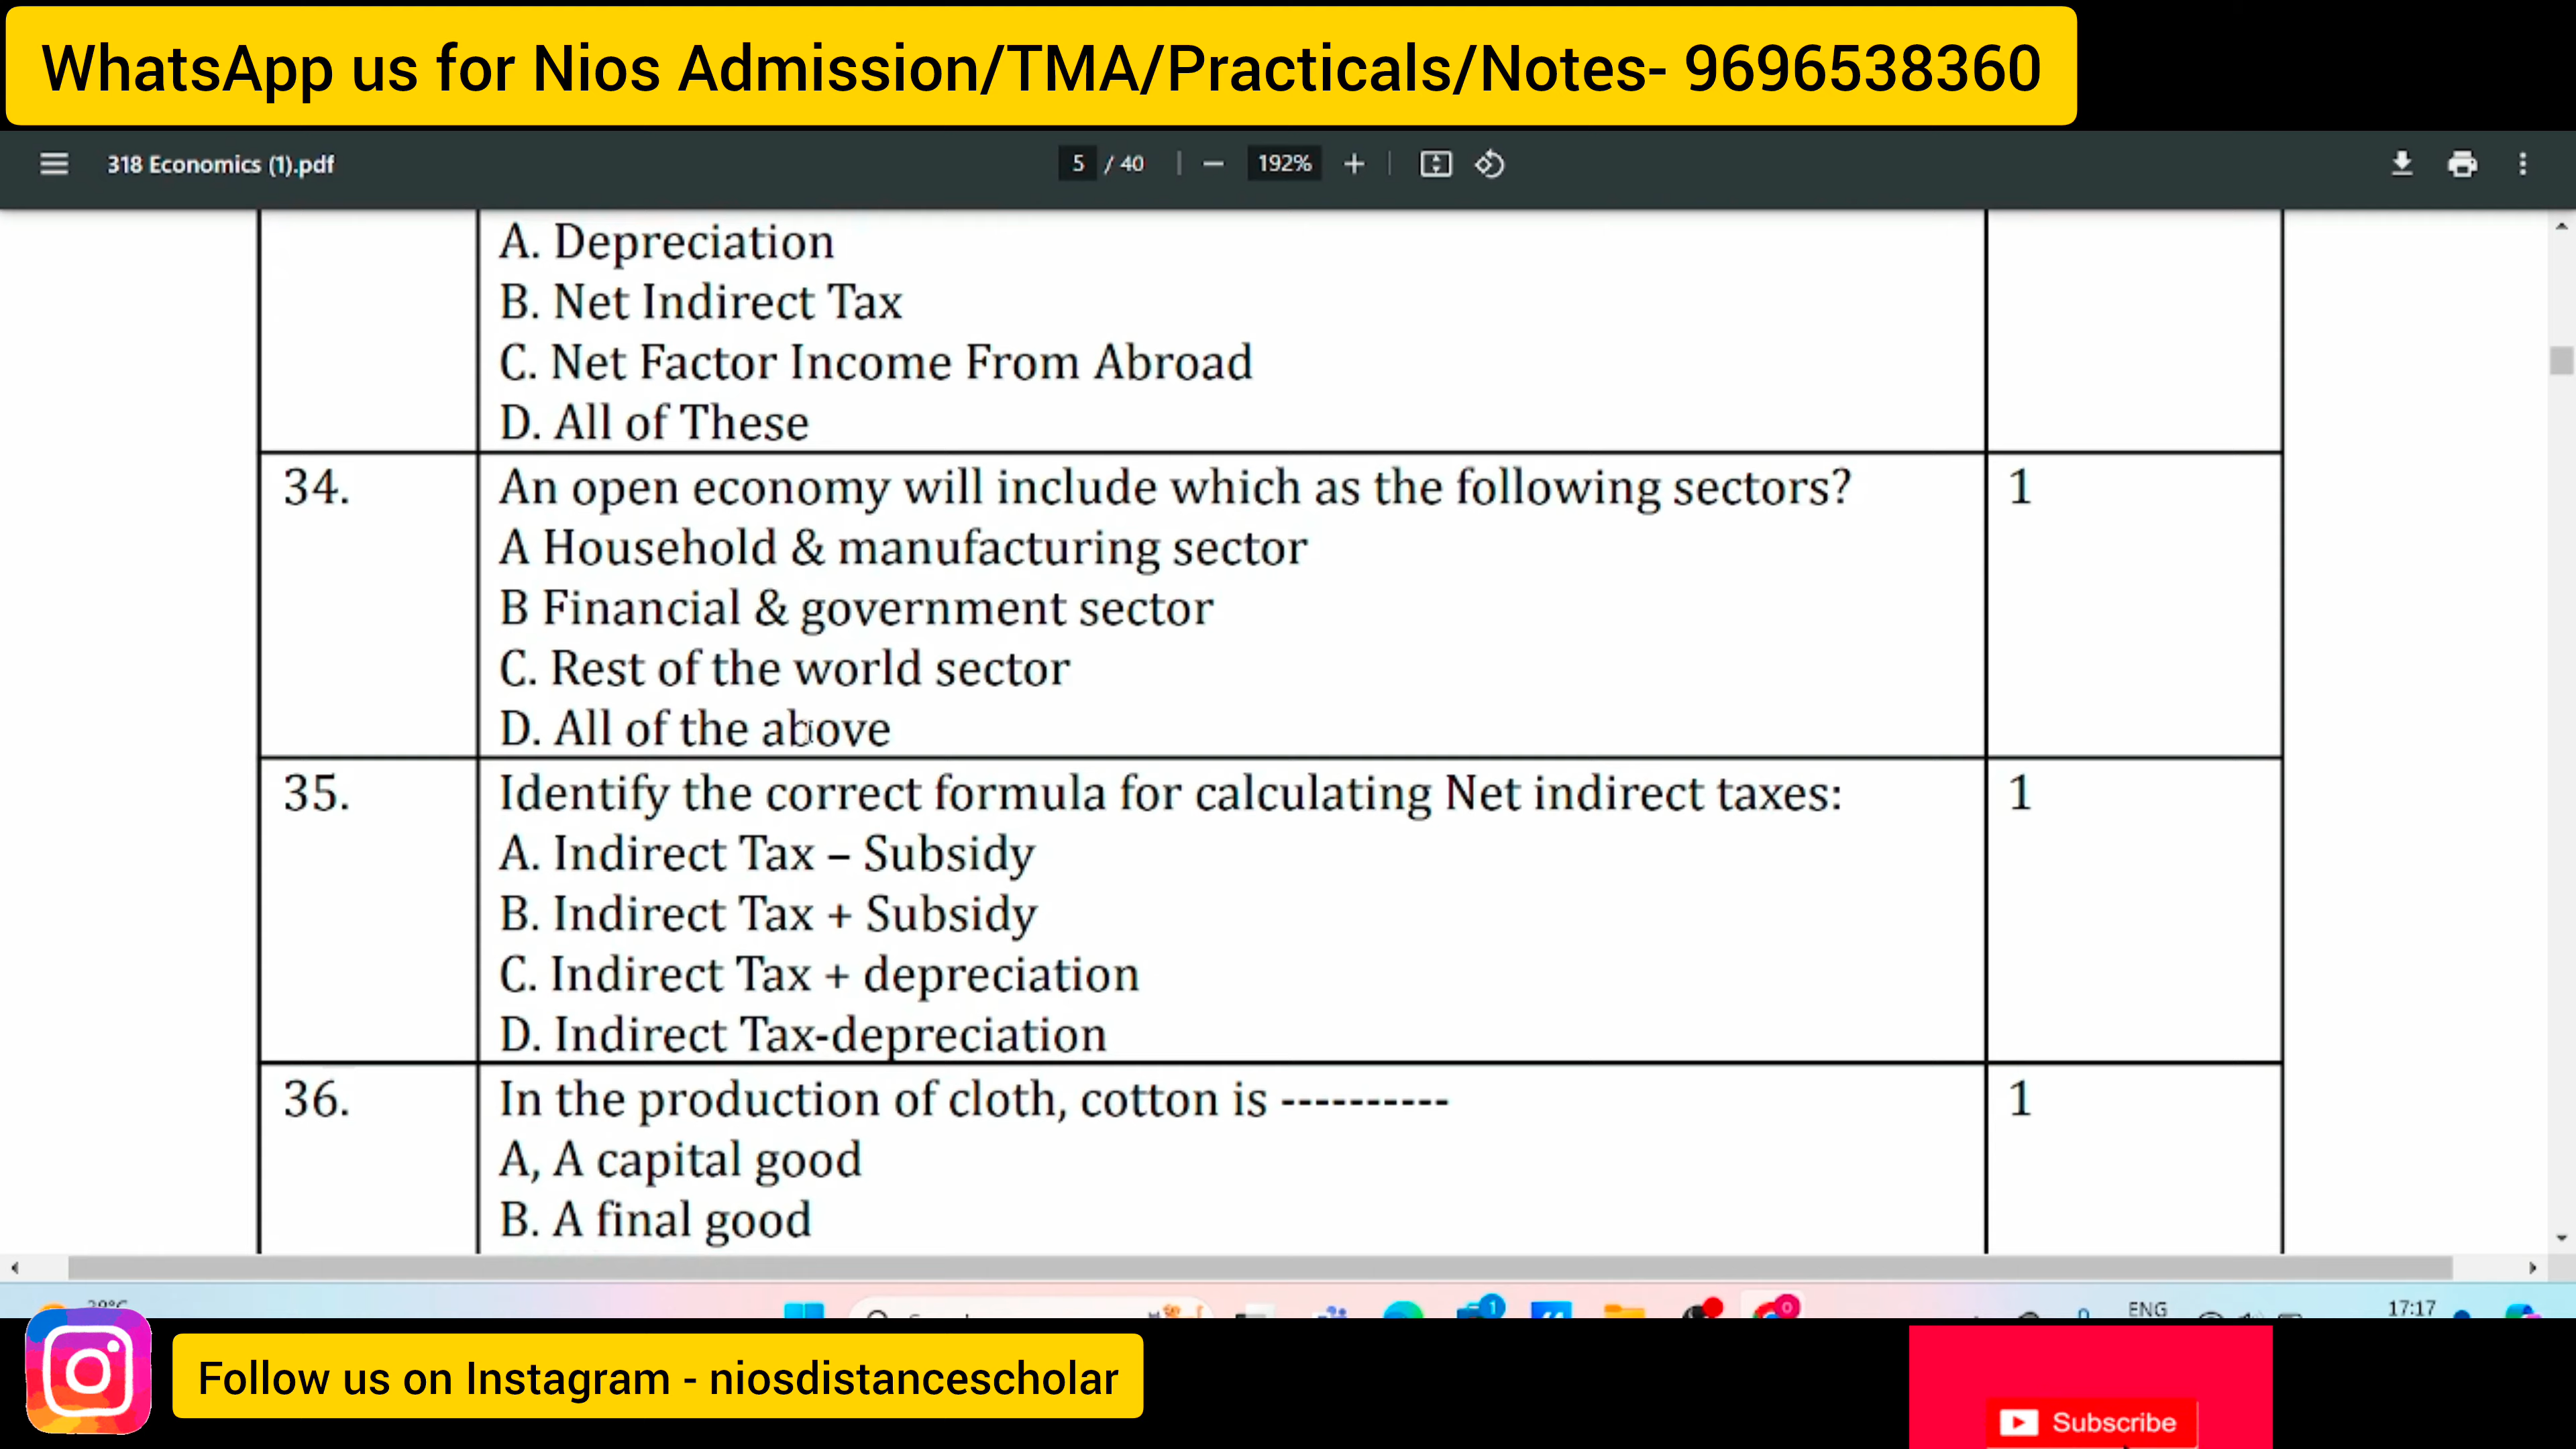 WhatsApp us for Nios Admission/TMA/Practicals/Notes- 9696538360
318 Economics (1).pdf
5 / 40
192%
A. Depreciation
B. Net Indirect Tax
C. Net Factor Income From Abroad
D. All of These
34.
An open economy will include which as the following sectors?
1
A Household & manufacturing sector
B Financial & government sector
C. Rest of the world sector
D. All of the above
35.
Identify the correct formula for calculating Net indirect taxes:
1
A. Indirect Tax – Subsidy
B. Indirect Tax + Subsidy
C. Indirect Tax + depreciation
D. Indirect Tax-depreciation
36.
In the production of cloth, cotton is ----------
1
A, A capital good
B. A final good
1
0
ENG
17:17
Follow us on Instagram - niosdistancescholar
Subscribe